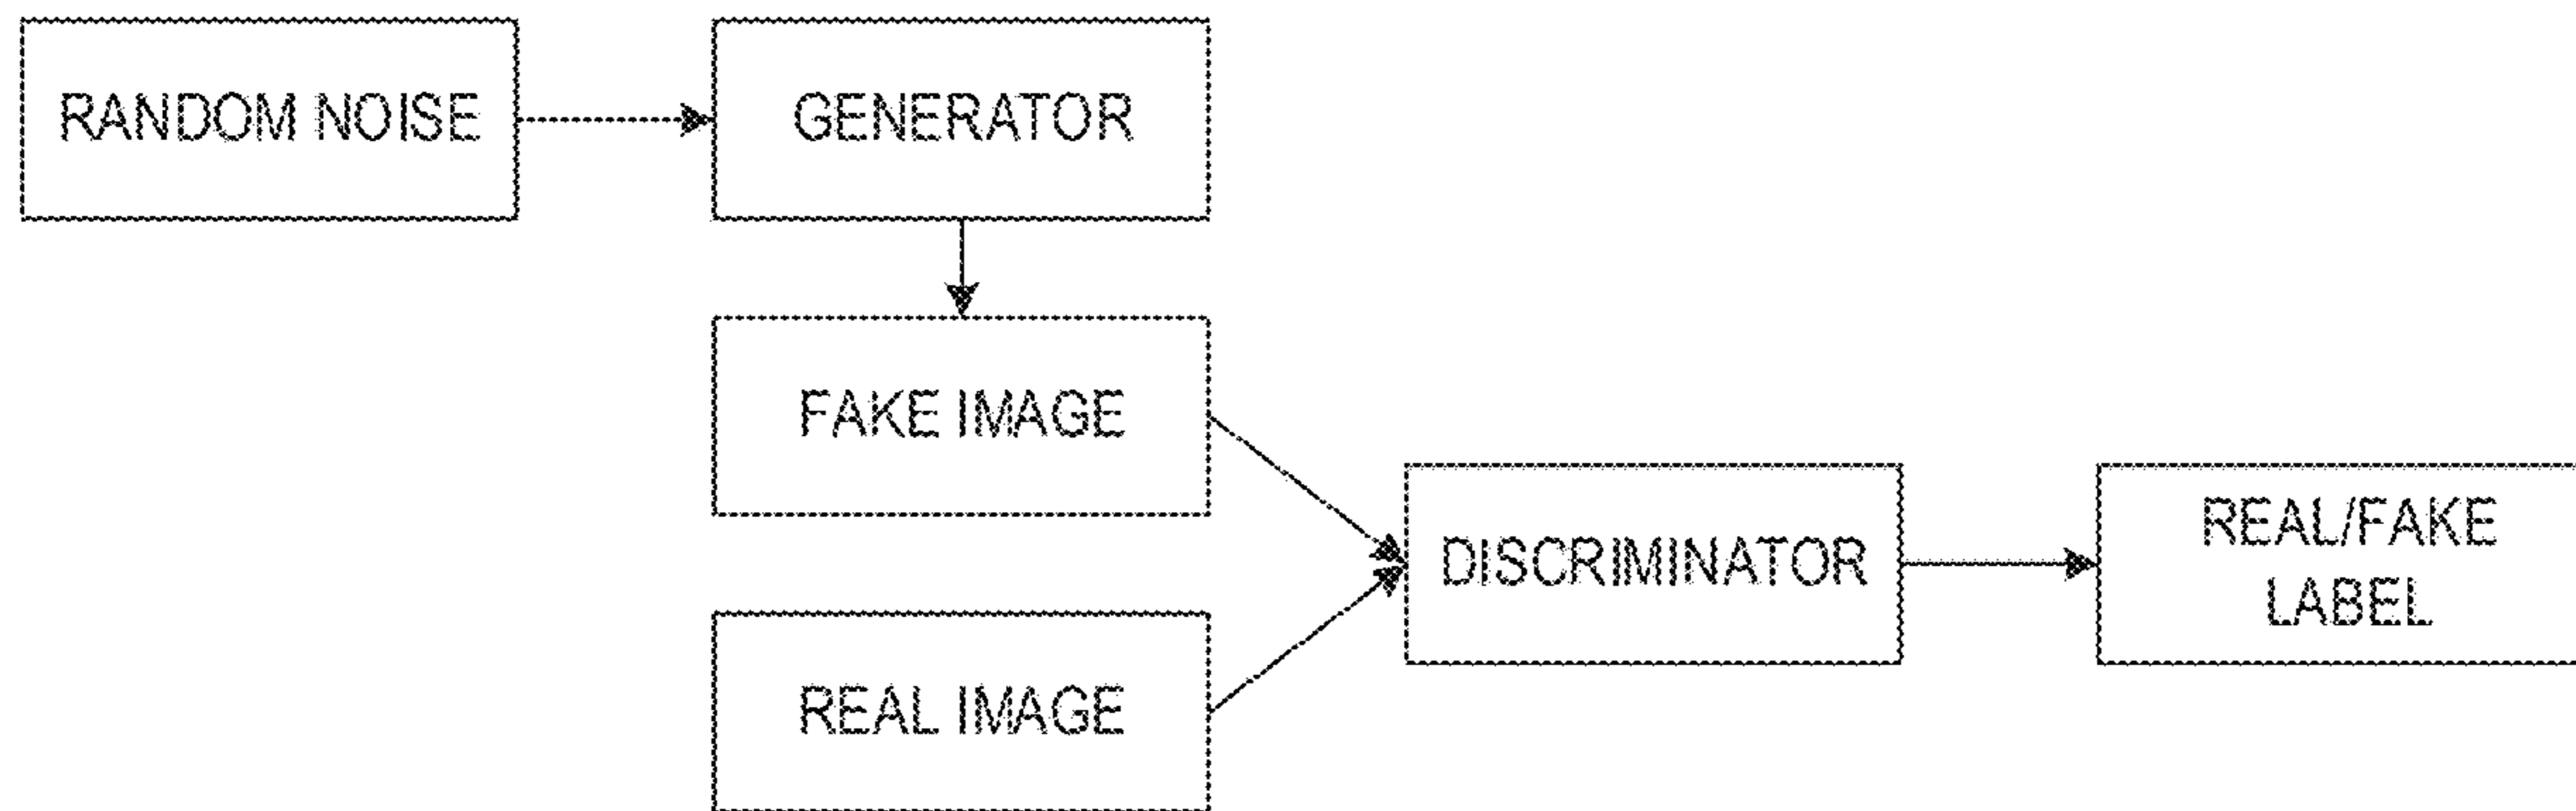 RANDOM NOISE
GENERATOR
FAKE IMAGE
REAL IMAGE
DISCRIMINATOR
REAL/FAKE
LABEL